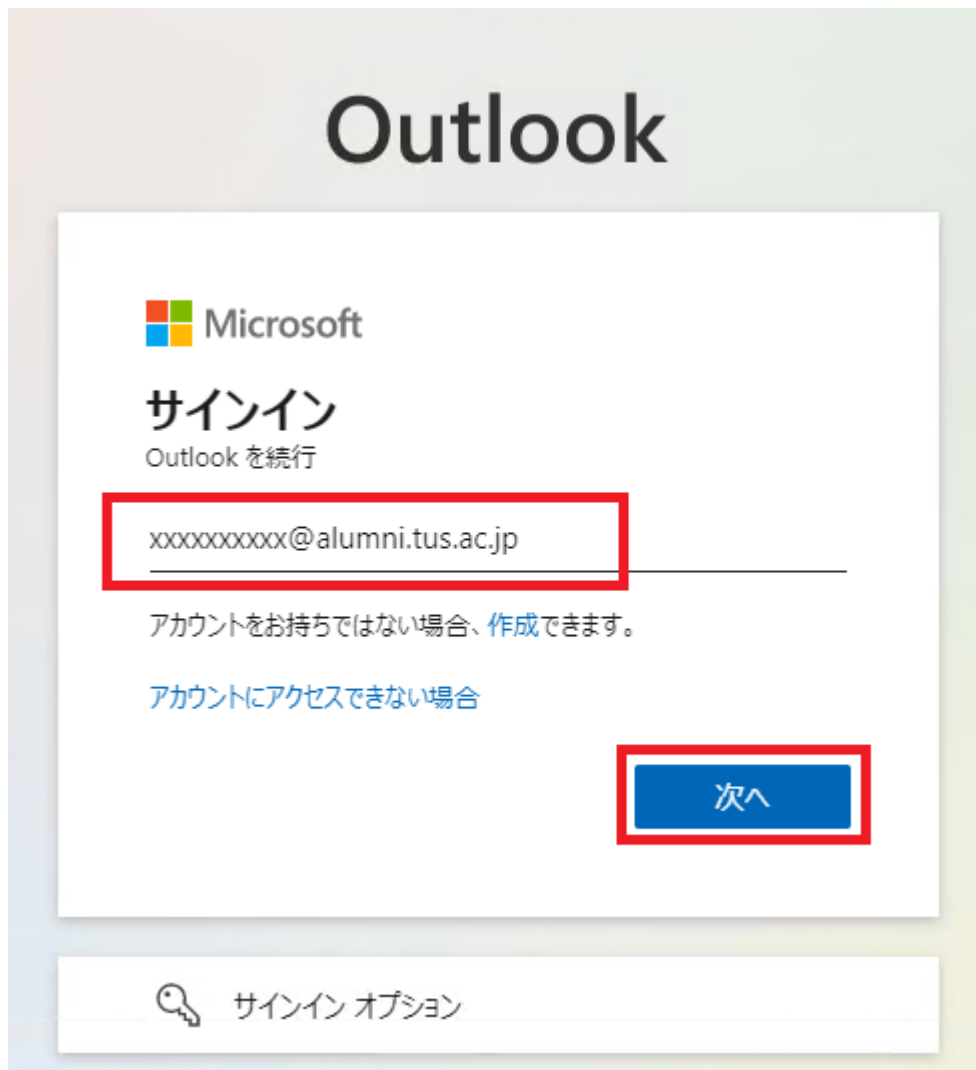 Outlook
Microsoft
サインイン
Outlook を続行
xxxxxxxxxx@alumni.tus.ac.jp
アカウントをお持ちではない場合、作成できます。
アカウントにアクセスできない場合
次へ
サインイン オプション